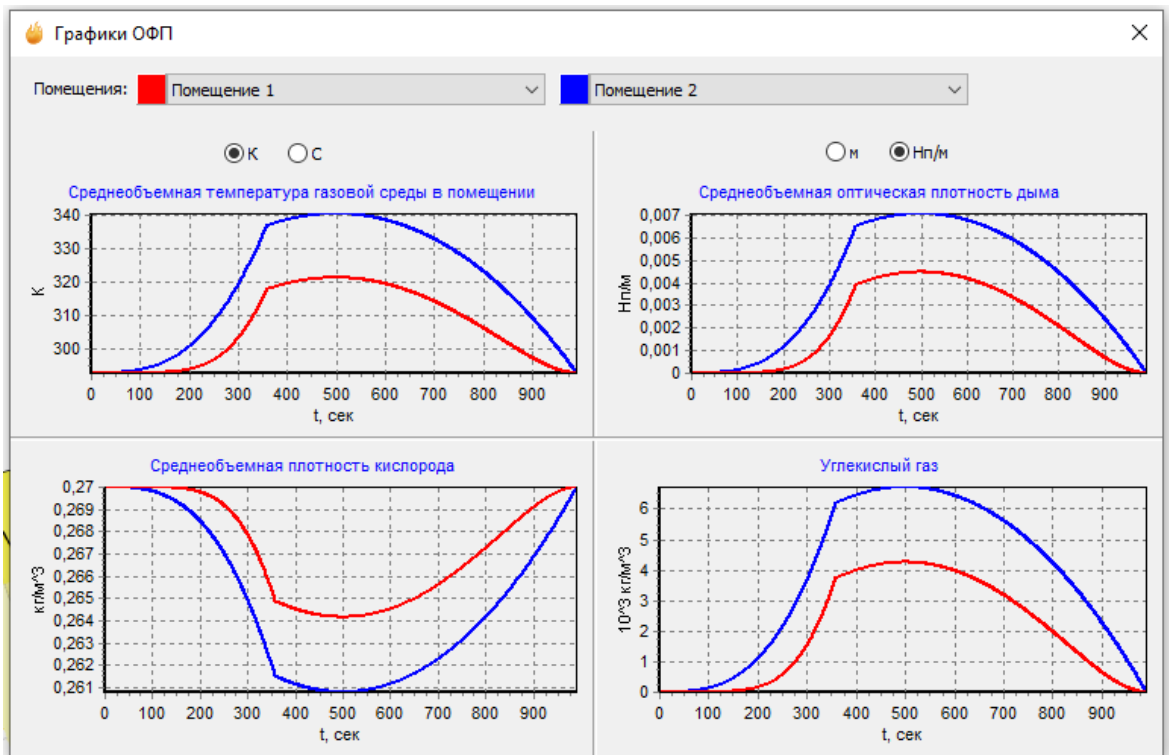 Графики ОФП
Помещения: Помещение 1 Помещение 2
К С
м Нп/м
Среднеобъемная температура газовой среды в помещении
340
330
320
310
300
К
0 100 200 300 400 500 600 700 800 900
t, сек
Среднеобъемная оптическая плотность дыма
0,007
0,006
0,005
0,004
0,003
0,002
0,001
0
Нп/м
0 100 200 300 400 500 600 700 800 900
t, сек
Среднеобъемная плотность кислорода
0,27
0,269
0,268
0,267
0,266
0,265
0,264
0,263
0,262
0,261
кг/м^3
0 100 200 300 400 500 600 700 800 900
t, сек
Углекислый газ
6
5
4
3
2
1
0
10^3 кг/м^3
0 100 200 300 400 500 600 700 800 900
t, сек